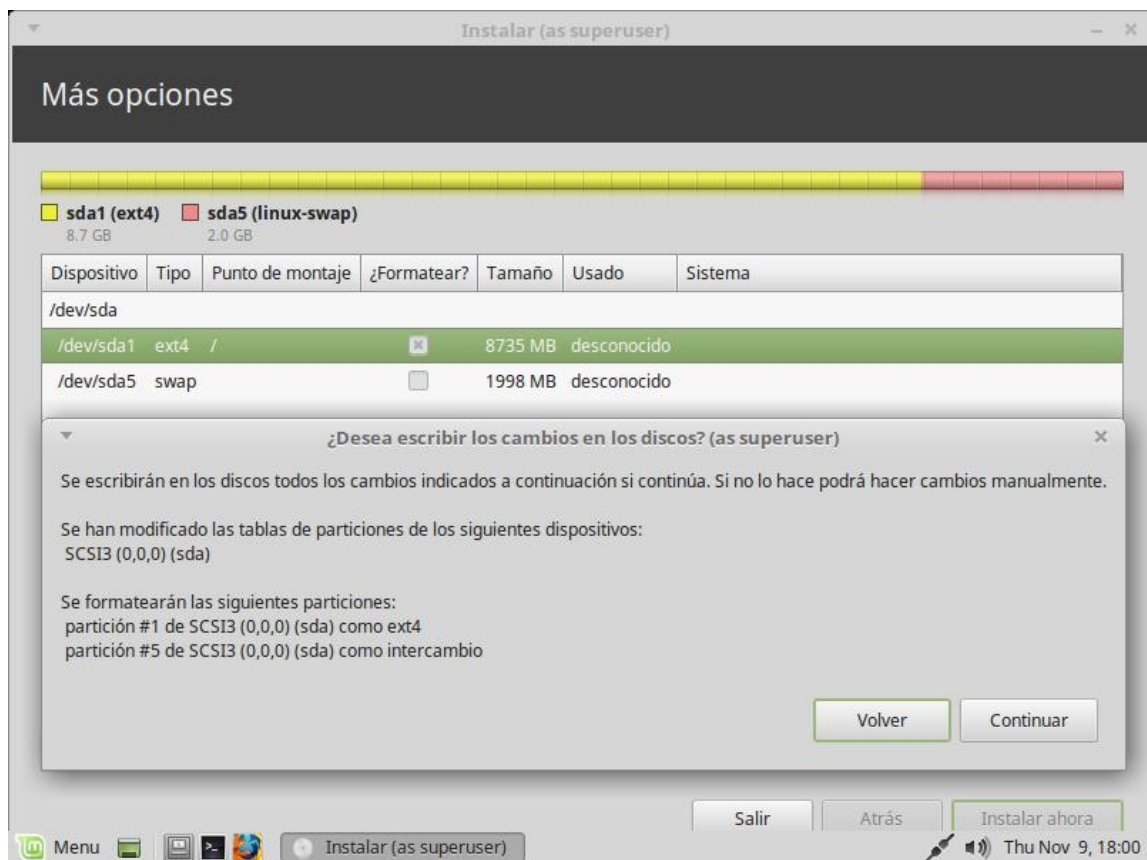 Instalar (as superuser)
Más opciones
sda1 (ext4) sda5 (linux-swap)
8.7 GB 2.0 GB
Dispositivo Tipo Punto de montaje ¿Formatear? Tamaño Usado Sistema
/dev/sda
/dev/sda1 ext4 / 8735 MB desconocido
/dev/sda5 swap 1998 MB desconocido
¿Desea escribir los cambios en los discos? (as superuser)
Se escribirán en los discos todos los cambios indicados a continuación si continúa. Si no lo hace podrá hacer cambios manualmente.
Se han modificado las tablas de particiones de los siguientes dispositivos:
SCSI3 (0,0,0) (sda)
Se formatearán las siguientes particiones:
partición #1 de SCSI3 (0,0,0) (sda) como ext4
partición #5 de SCSI3 (0,0,0) (sda) como intercambio
Volver Continuar
Salir Atrás Instalar ahora
Menu Instalar (as superuser) Thu Nov 9, 18:00